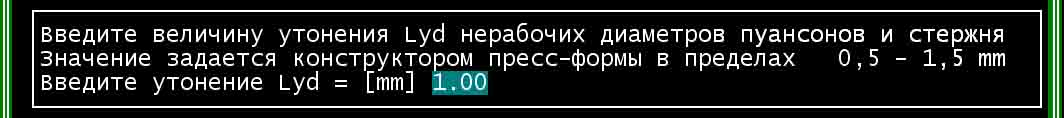 Введите величину утонения Lyd нерабочих диаметров пуансонов и стержня
Значение задается конструктором пресс-формы в пределах 0,5 - 1,5 mm
Введите утонение Lyd = [mm] 1.00